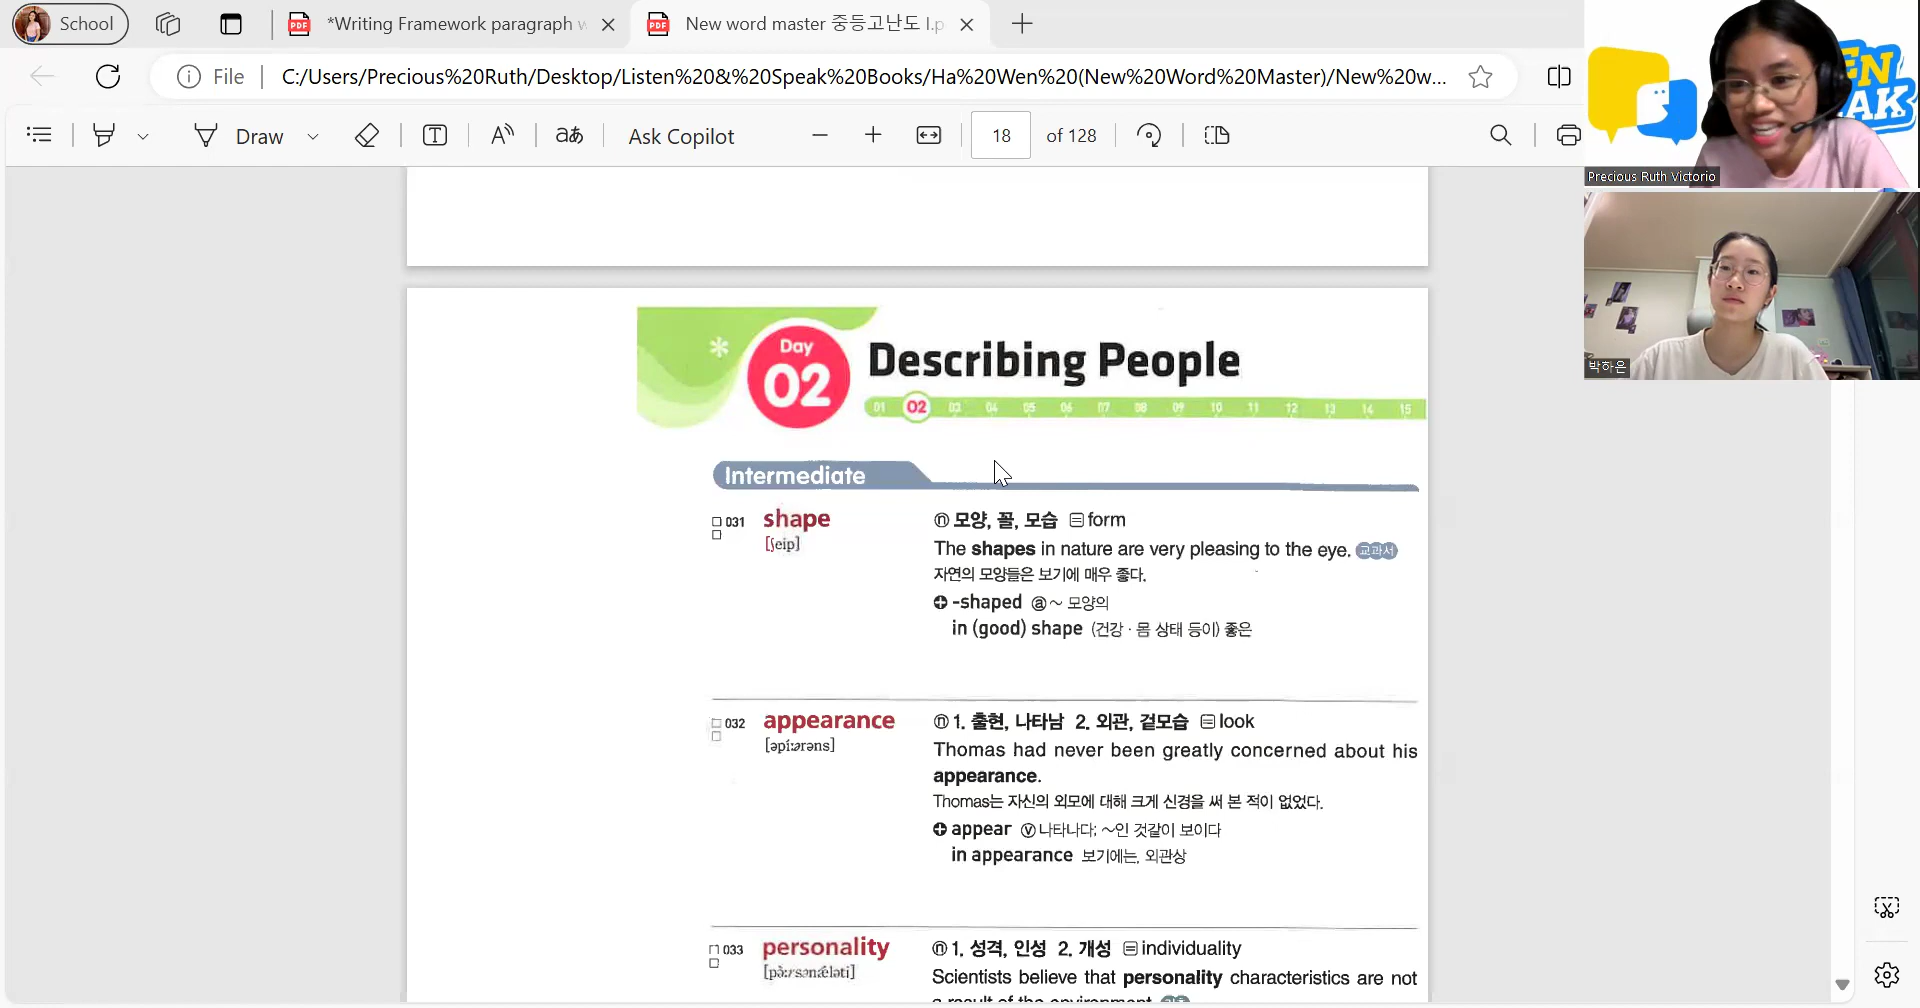 School
*Writing Framework paragraph w
New word master 중등고난도 I.p
File
C:/Users/Precious%20Ruth/Desktop/Listen%20&%20Speak%20Books/Ha%20Wen%20(New%20Word%20Master)/New%20w...
Draw
Ask Copilot
18
of 128
EN
AK
Precious Ruth Victorio
박하은
Day
02
Describing People
01 02 03 04 05 06 07 08 09 10 11 12 13 14 15
Intermediate
031 shape
[ʃeip]
ⓝ 모양, 꼴, 모습 form
The shapes in nature are very pleasing to the eye. 교과서
자연의 모양들은 보기에 매우 좋다.
-shaped ⓐ ~ 모양의
in (good) shape (건강 · 몸 상태 등이) 좋은
032 appearance
[əpíːərəns]
ⓝ 1. 출현, 나타남 2. 외관, 겉모습 look
Thomas had never been greatly concerned about his
appearance.
Thomas는 자신의 외모에 대해 크게 신경을 써 본 적이 없었다.
appear ⓥ 나타나다; ~인 것같이 보이다
in appearance 보기에는, 외관상
033 personality
[pə̀ːrsənǽləti]
ⓝ 1. 성격, 인성 2. 개성 individuality
Scientists believe that personality characteristics are not
a result of the environment.